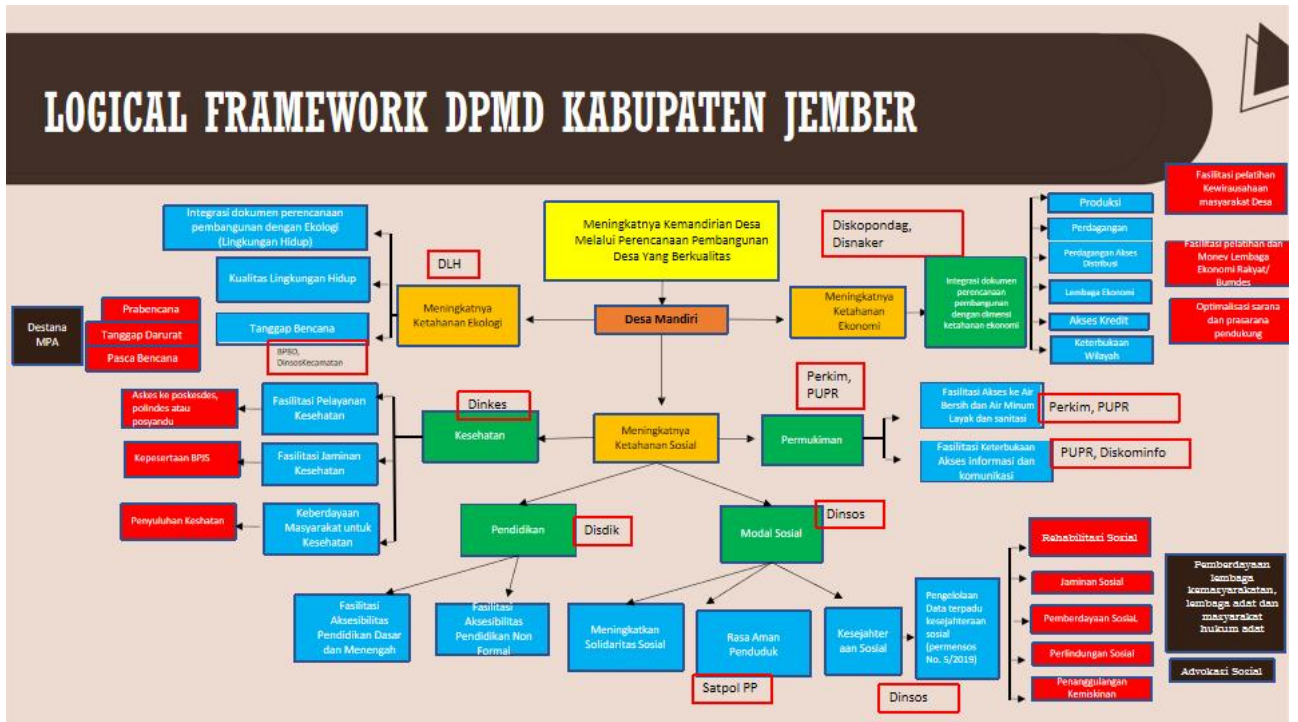 LOGICAL FRAMEWORK DPMD KABUPATEN JEMBER
Meningkatnya Kemandirian Desa
Melalui Perencanaan Pembangunan
Desa Yang Berkualitas
Desa Mandiri
Integrasi dokumen perencanaan
pembangunan dengan Ekologi
(Lingkungan Hidup)
Kualitas Lingkungan Hidup
Tanggap Bencana
BPBD,
DinsosKecamatan
DLH
Meningkatnya
Ketahanan Ekologi
Destana
MPA
Prabencana
Tanggap Darurat
Pasca Bencana
Diskopondag,
Disnaker
Meningkatnya
Ketahanan
Ekonomi
Integrasi dokumen
perencanaan
pembangunan
dengan dimensi
ketahanan ekonomi
Produksi
Perdagangan
Perdagangan Akses
Distribusi
Lembaga Ekonomi
Akses Kredit
Keterbukaan
Wilayah
Fasilitasi pelatihan
Kewirausahaan
masyarakat Desa
Fasilitasi pelatihan dan
Monev Lembaga
Ekonomi Rakyat/
Bumdes
Optimalisasi sarana
dan prasarana
pendukung
Askes ke poskesdes,
polindes atau
posyandu
Kepesertaan BPJS
Penyuluhan Keshatan
Fasilitasi Pelayanan
Kesehatan
Fasilitasi Jaminan
Kesehatan
Keberdayaan
Masyarakat untuk
Kesehatan
Dinkes
Kesehatan
Meningkatnya
Ketahanan Sosial
Perkim,
PUPR
Permukiman
Fasilitasi Akses ke Air
Bersih dan Air Minum
Layak dan sanitasi
Perkim, PUPR
Fasilitasi Keterbukaan
Akses informasi dan
komunikasi
PUPR, Diskominfo
Pendidikan
Disdik
Modal Sosial
Dinsos
Fasilitasi
Aksesibilitas
Pendidikan Dasar
dan Menengah
Fasilitasi
Aksesibilitas
Pendidikan Non
Formal
Meningkatkan
Solidaritas Sosial
Rasa Aman
Penduduk
Satpol PP
Kesejahter
aan Sosial
Dinsos
Pengelolaan
Data terpadu
kesejahteraan
sosial
(permensos
No. 5/2019)
Rehabilitasi Sosial
Jaminan Sosial
Pemberdayaan Sosial
Perlindungan Sosial
Penanggulangan
Kemiskinan
Pemberdayaan
lembaga
kemasyarakatan,
lembaga adat dan
masyarakat
hukum adat
Advokasi Sosial